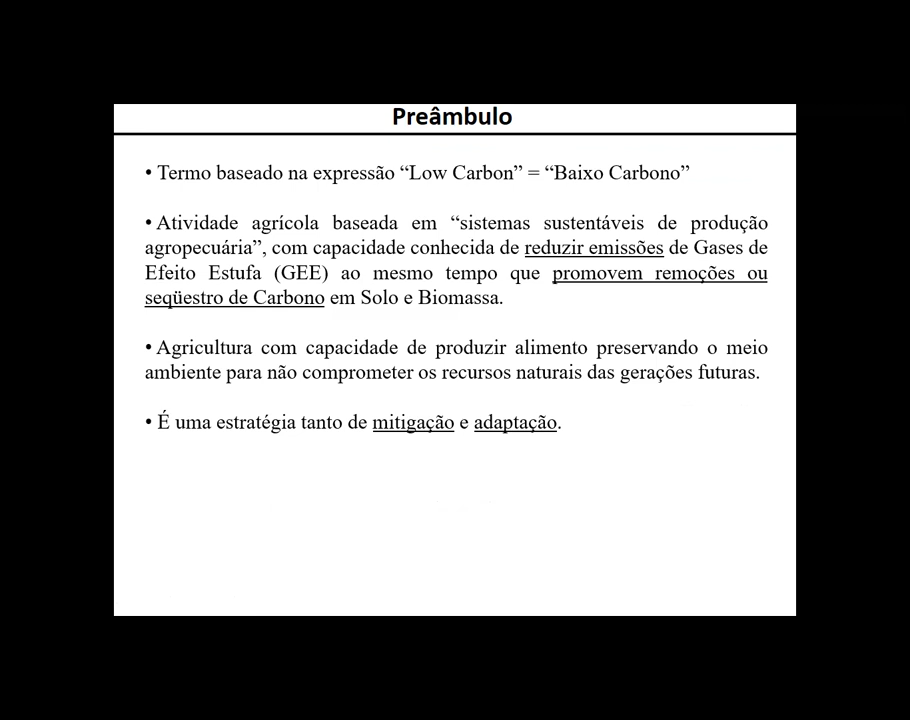 Preâmbulo
• Termo baseado na expressão “Low Carbon” = “Baixo Carbono”
• Atividade agrícola baseada em “sistemas sustentáveis de produção
agropecuária”, com capacidade conhecida de reduzir emissões de Gases de
Efeito Estufa (GEE) ao mesmo tempo que promovem remoções ou
seqüestro de Carbono em Solo e Biomassa.
• Agricultura com capacidade de produzir alimento preservando o meio
ambiente para não comprometer os recursos naturais das gerações futuras.
• É uma estratégia tanto de mitigação e adaptação.